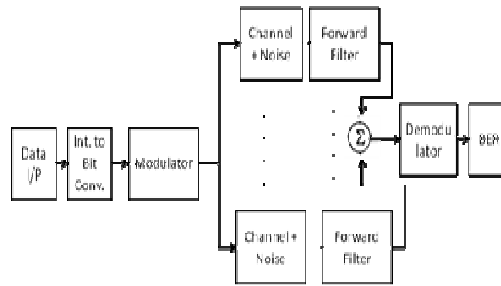 Channel
+ Noise
Forward
Filter
Data
I/P
Int. to
Bit
Conv.
Modulator
Σ
Demodu
lator
BER
Channel +
Noise
Forward
Filter